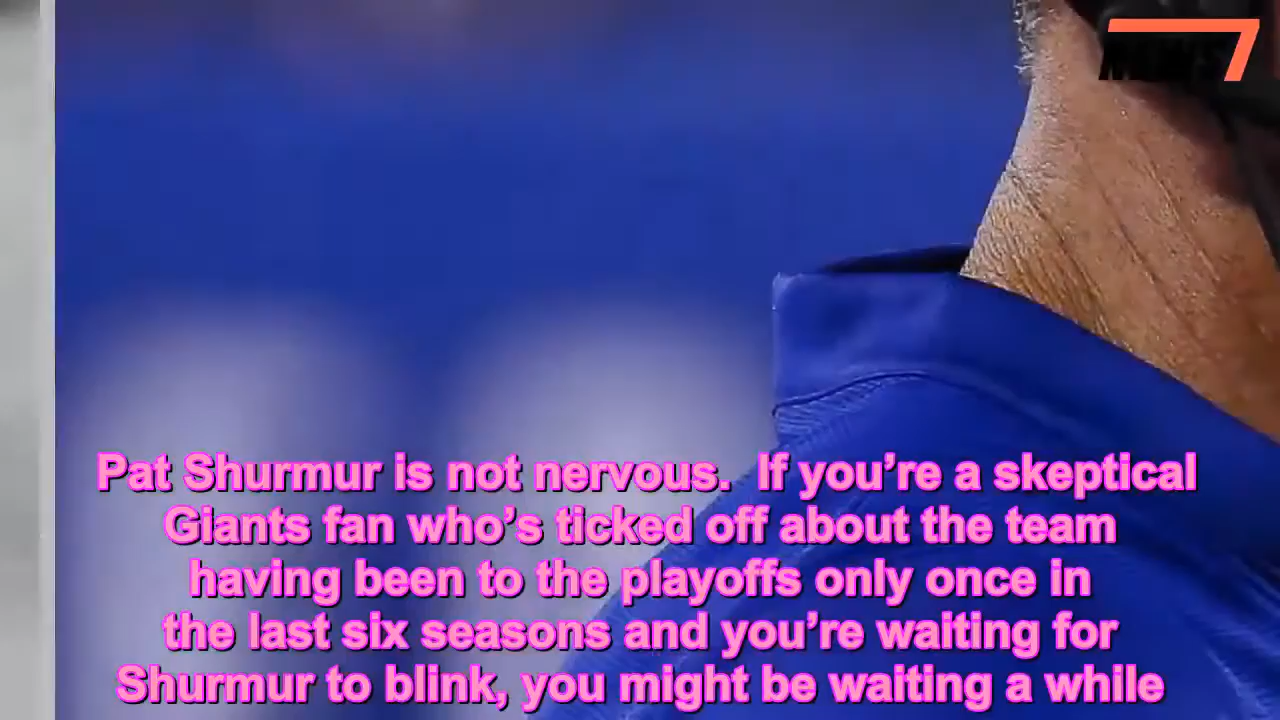 NEWS7
Pat Shurmur is not nervous.  If you’re a skeptical
Giants fan who’s ticked off about the team
having been to the playoffs only once in
the last six seasons and you’re waiting for
Shurmur to blink, you might be waiting a while